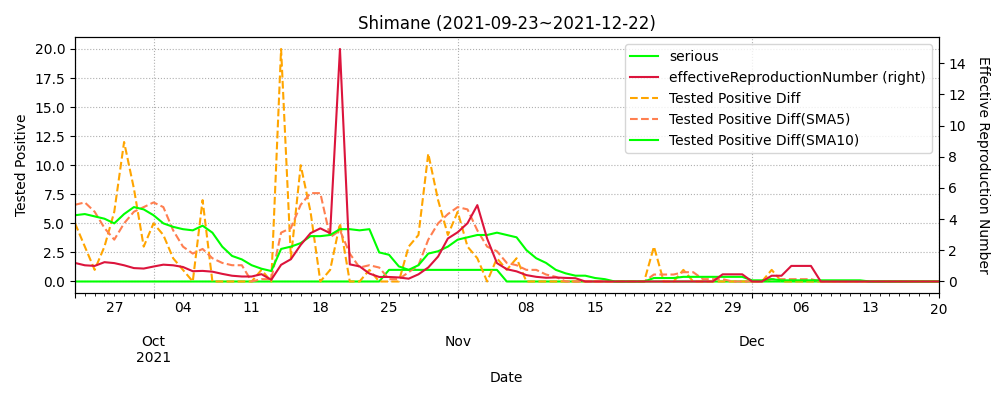 Shimane (2021-09-23~2021-12-22)
serious
effectiveReproductionNumber (right)
Tested Positive Diff
Tested Positive Diff(SMA5)
Tested Positive Diff(SMA10)
Tested Positive
20.0
17.5
15.0
12.5
10.0
7.5
5.0
2.5
0.0
Effective Reproduction Number
14
12
10
8
6
4
2
0
27 04 11 18 25 08 15 22 29 06 13 20
Oct Nov Dec
2021
Date